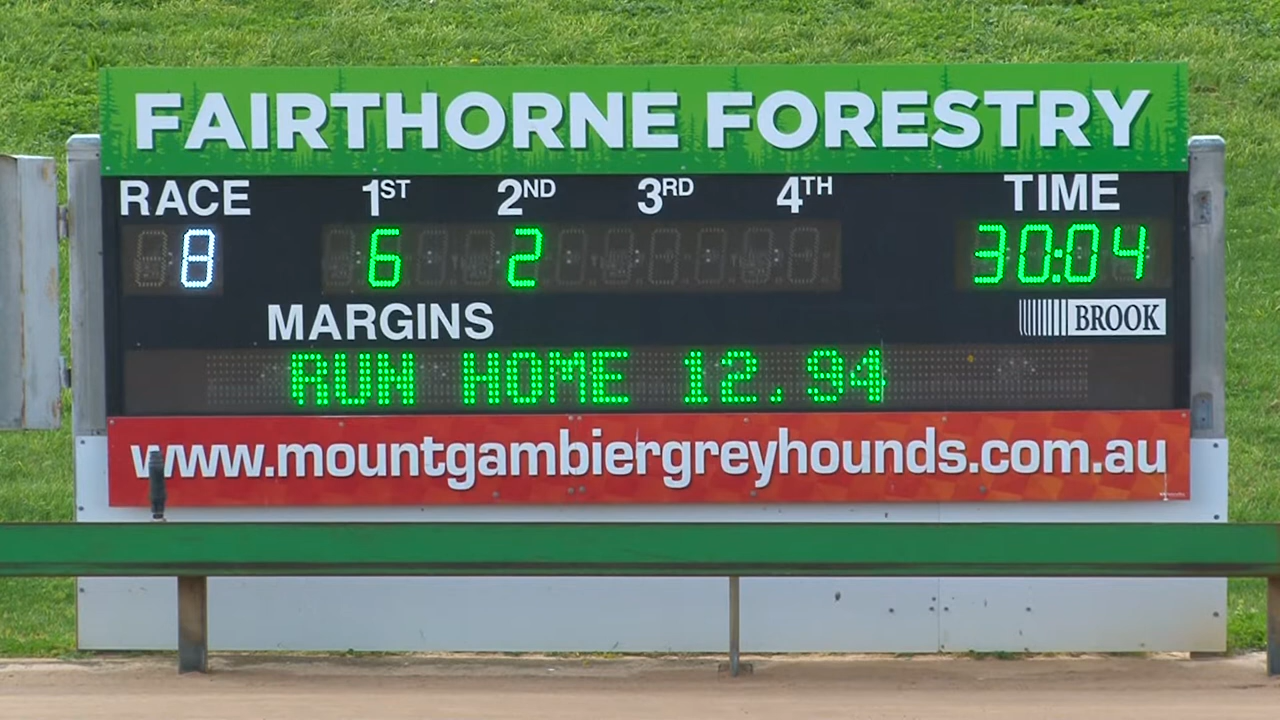 FAIRTHORNE FORESTRY
RACE 1ST 2ND 3RD 4TH TIME
8 6 2 30:04
MARGINS BROOK
RUN HOME 12.94
www.mountgambiergreyhounds.com.au